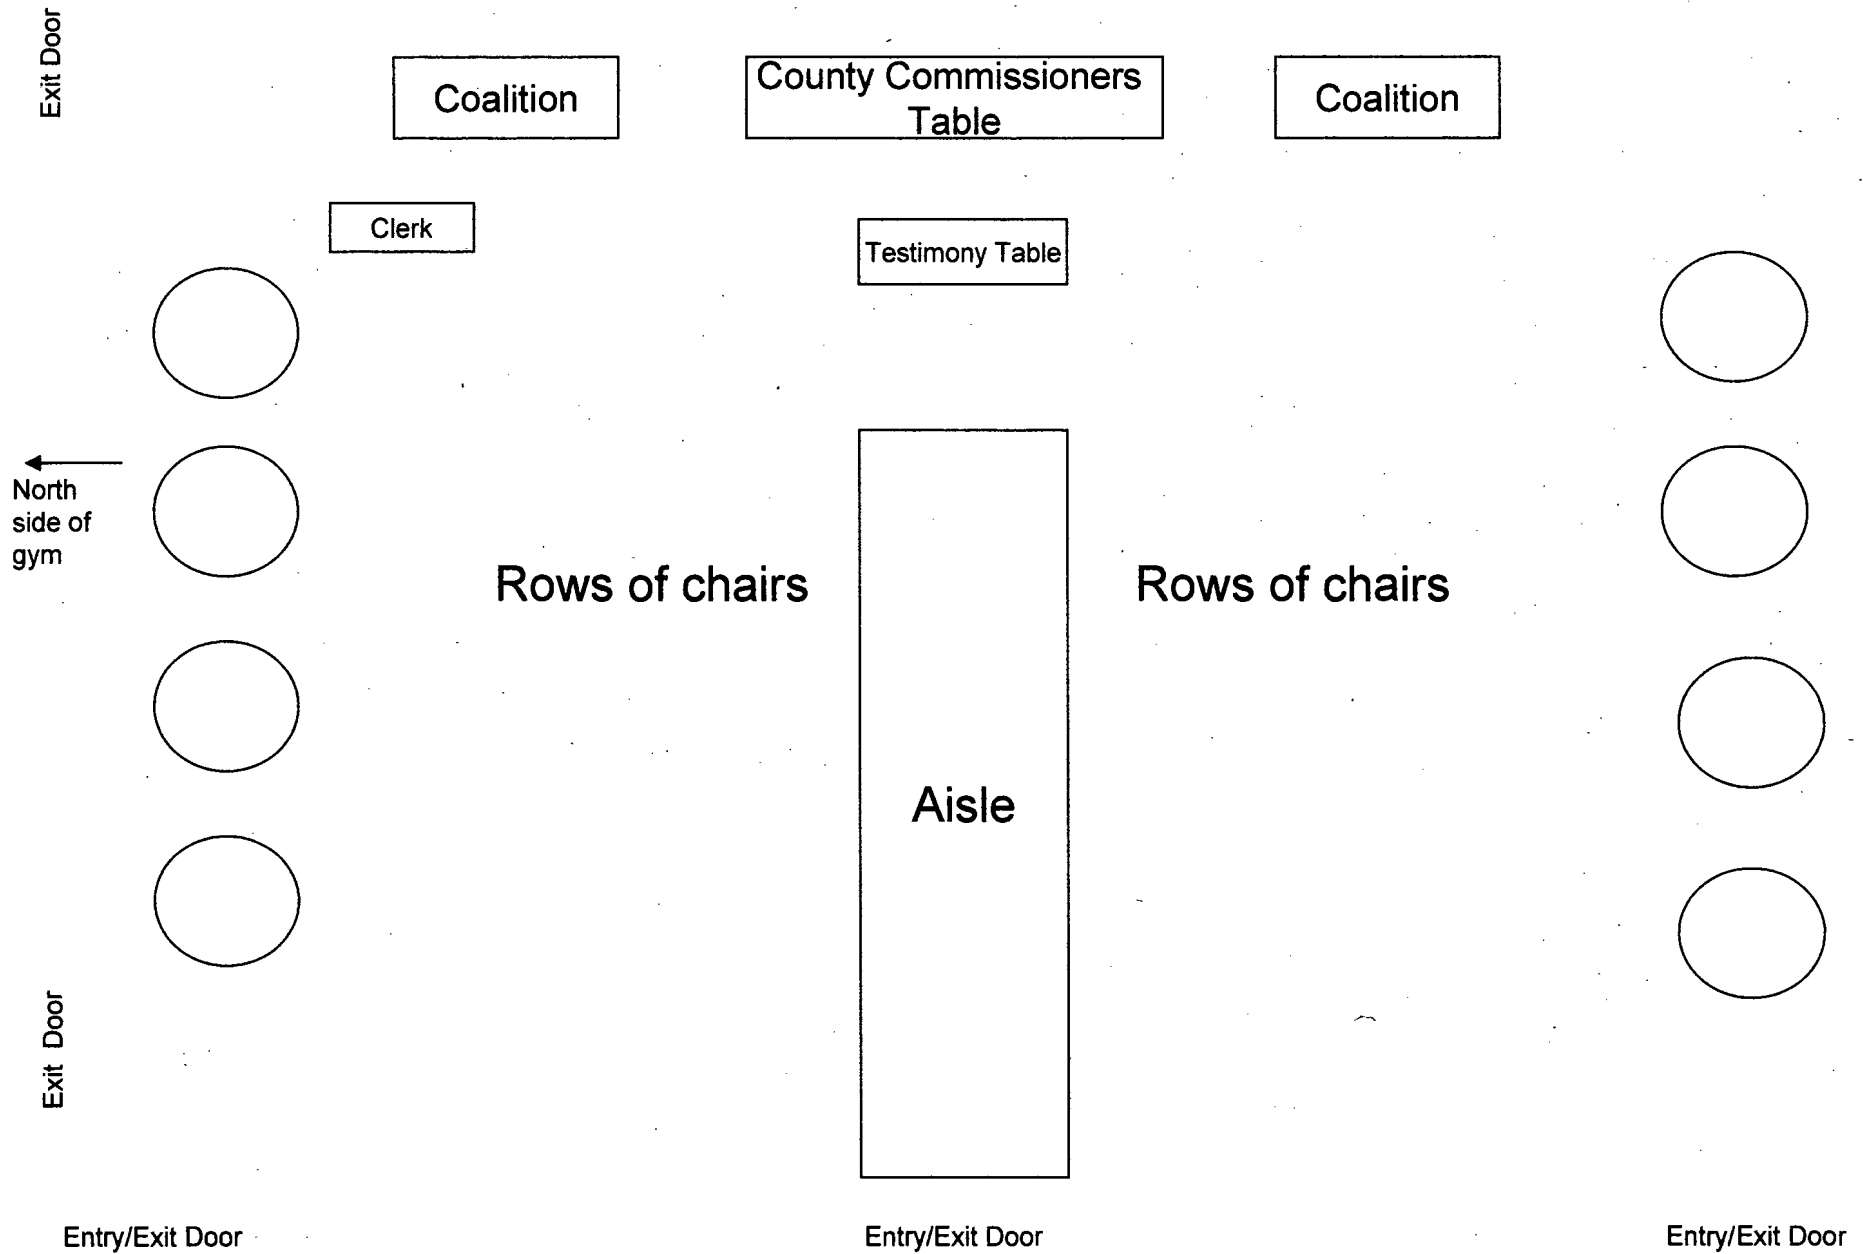 Exit Door
Coalition
County Commissioners
Table
Coalition
Clerk
Testimony Table
North
side of
gym
Rows of chairs
Rows of chairs
Aisle
Exit Door
Entry/Exit Door
Entry/Exit Door
Entry/Exit Door